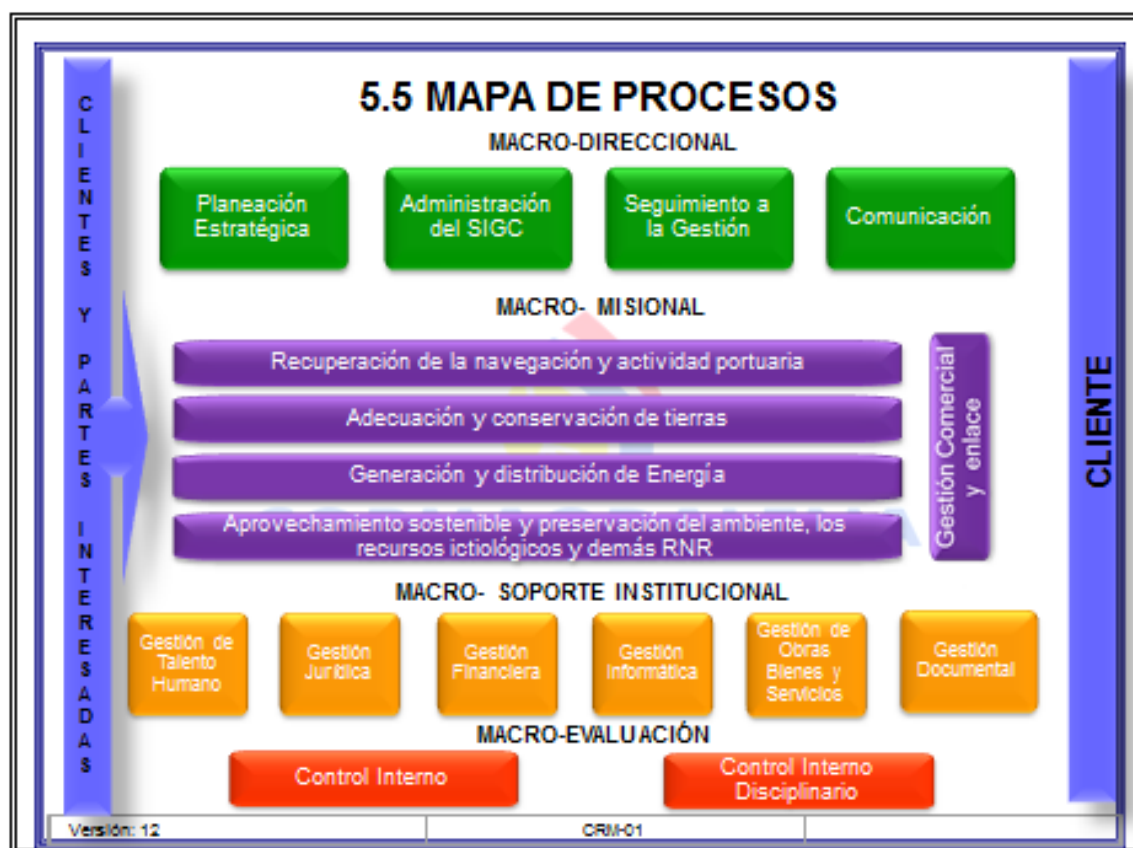 CLIENTES Y PARTES INTERESADAS
5.5 MAPA DE PROCESOS
MACRO-DIRECCIONAL
Planeación
Estratégica
Administración
del SIGC
Seguimiento a
la Gestión
Comunicación
MACRO- MISIONAL
Recuperación de la navegación y actividad portuaria
Adecuación y conservación de tierras
Generación y distribución de Energía
Aprovechamiento sostenible y preservación del ambiente, los
recursos ictiológicos y demás RNR
Gestión Comercial
y enlace
CLIENTE
MACRO- SOPORTE INSTITUCIONAL
Gestión de
Talento
Humano
Gestión
Jurídica
Gestión
Financiera
Gestión
Informática
Gestión de
Obras
Bienes y
Servicios
Gestión
Documental
MACRO-EVALUACIÓN
Control Interno
Control Interno
Disciplinario
Versión: 12
CRM-01